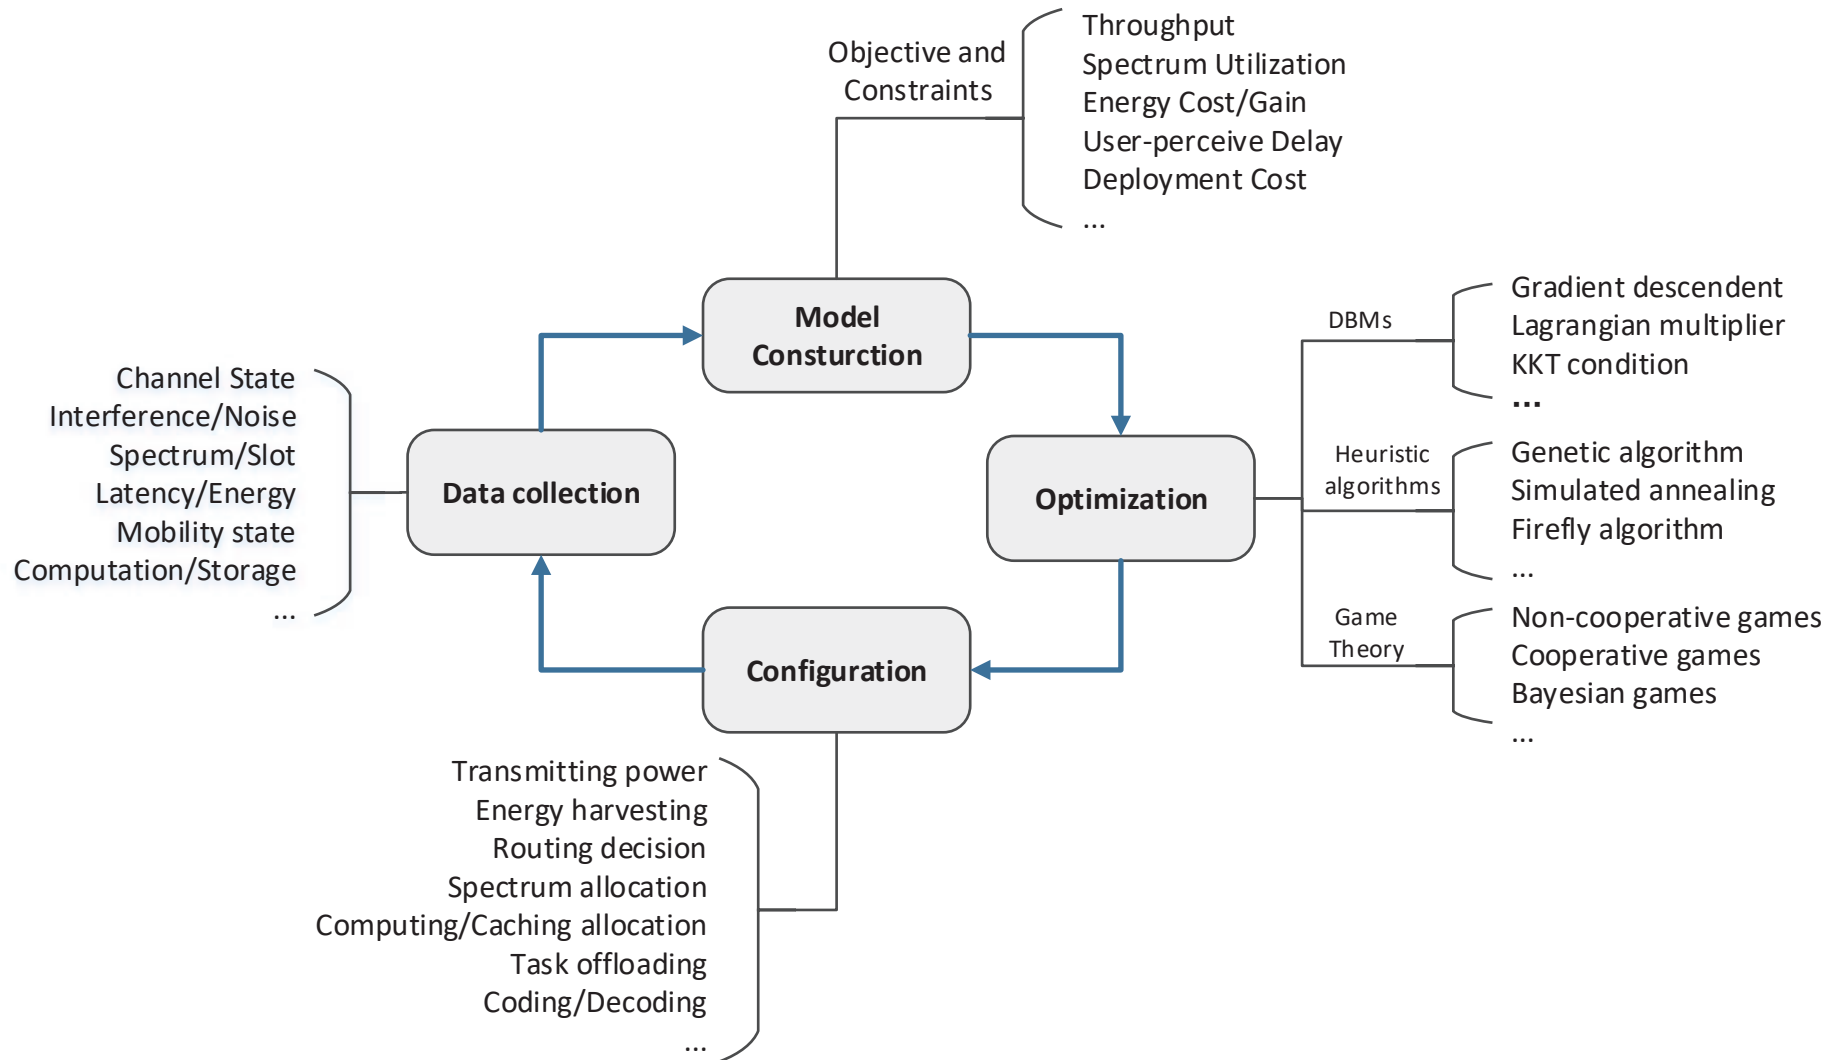 Objective and
Constraints
Throughput
Spectrum Utilization
Energy Cost/Gain
User-perceive Delay
Deployment Cost
...
Model
Consturction
DBMs
Gradient descendent
Lagrangian multiplier
KKT condition
...
Channel State
Interference/Noise
Spectrum/Slot
Latency/Energy
Mobility state
Computation/Storage
...
Data collection
Optimization
Heuristic
algorithms
Genetic algorithm
Simulated annealing
Firefly algorithm
...
Game
Theory
Non-cooperative games
Cooperative games
Bayesian games
...
Configuration
Transmitting power
Energy harvesting
Routing decision
Spectrum allocation
Computing/Caching allocation
Task offloading
Coding/Decoding
...